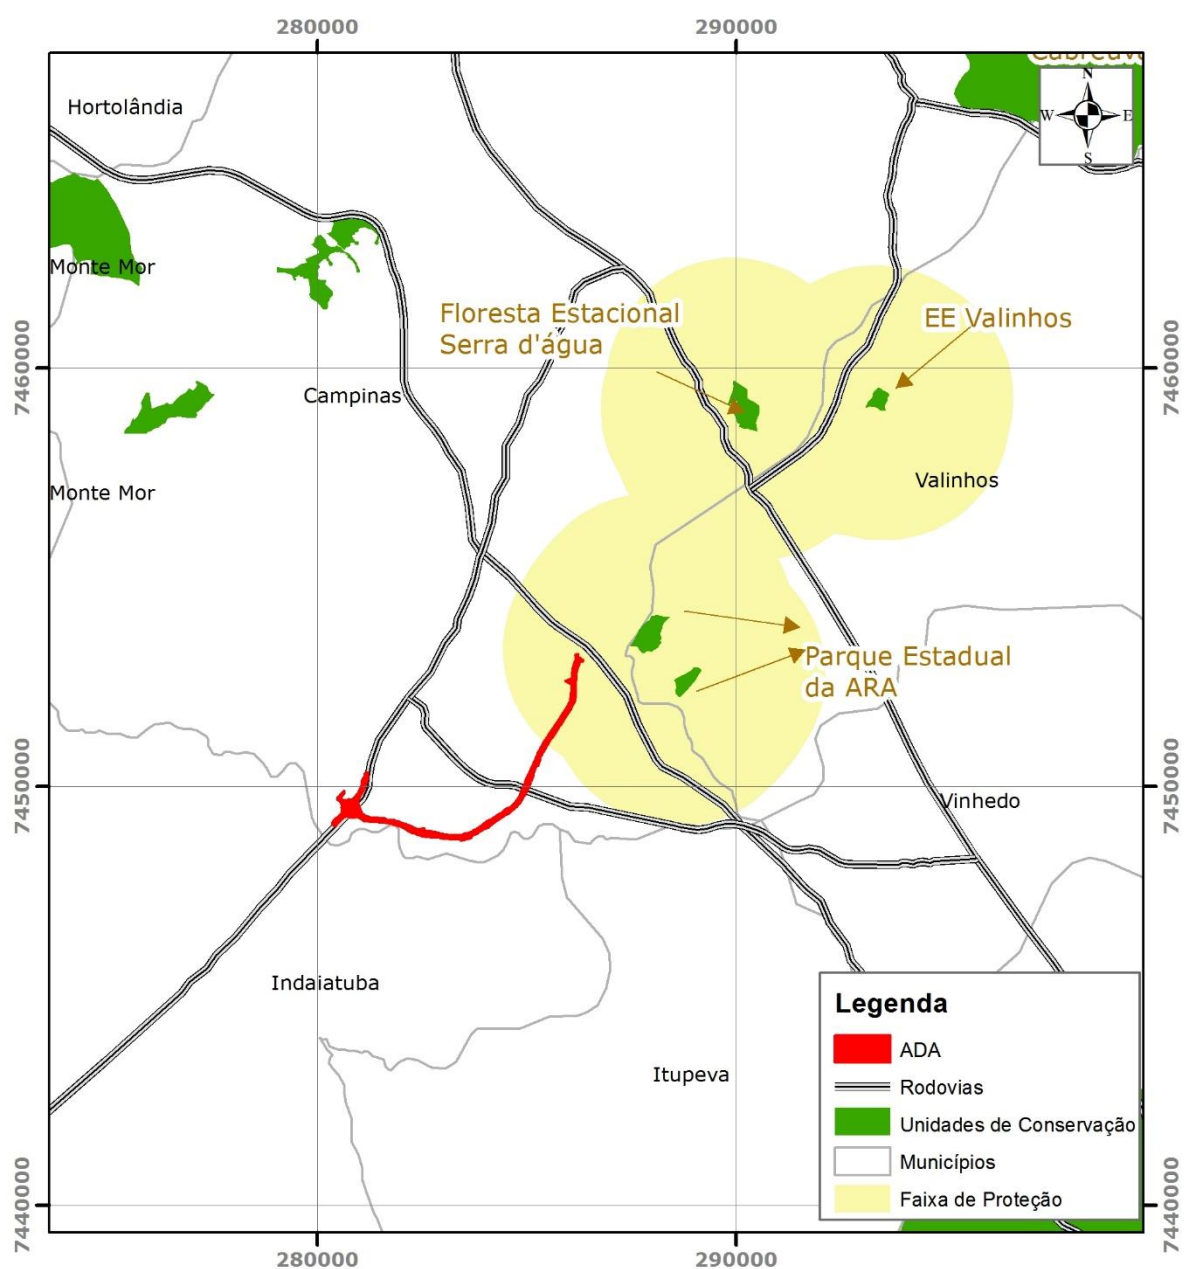 280000
290000
Cabreúva
N
W
E
S
Hortolândia
Monte Mor
Floresta Estacional
Serra d'água
EE Valinhos
7460000
7460000
Campinas
Valinhos
Monte Mor
Parque Estadual
da ARA
7450000
7450000
Vinhedo
Indaiatuba
Itupeva
Legenda
ADA
Rodovias
Unidades de Conservação
Municípios
Faixa de Proteção
7440000
7440000
280000
290000